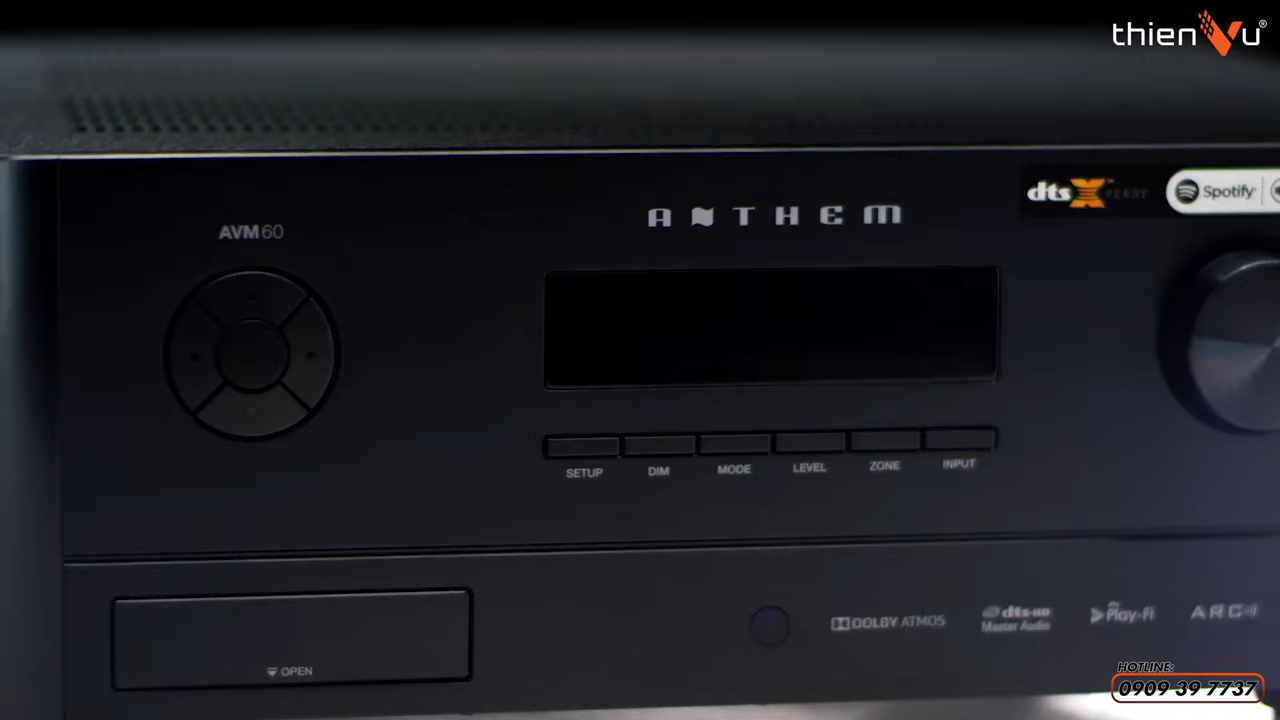 thienVu®
dts X READY
Spotify
ANTHEM
AVM60
SETUP
DIM
MODE
LEVEL
ZONE
INPUT
OPEN
DOLBY ATMOS
dts-HD
Master Audio
Play-Fi
ARC
HOTLINE:
0909 39 7737